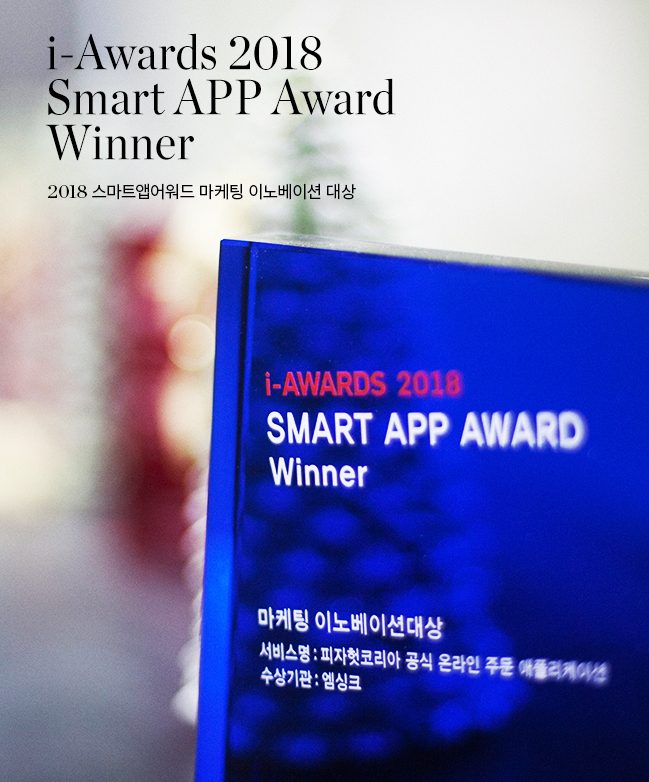 i-Awards 2018
Smart APP Award
Winner
2018 스마트앱어워드 마케팅 이노베이션 대상
i-AWARDS 2018
SMART APP AWARD
Winner
마케팅 이노베이션대상
서비스명 : 피자헛코리아 공식 온라인 주문 애플리케이션
수상기관 : 엠싱크